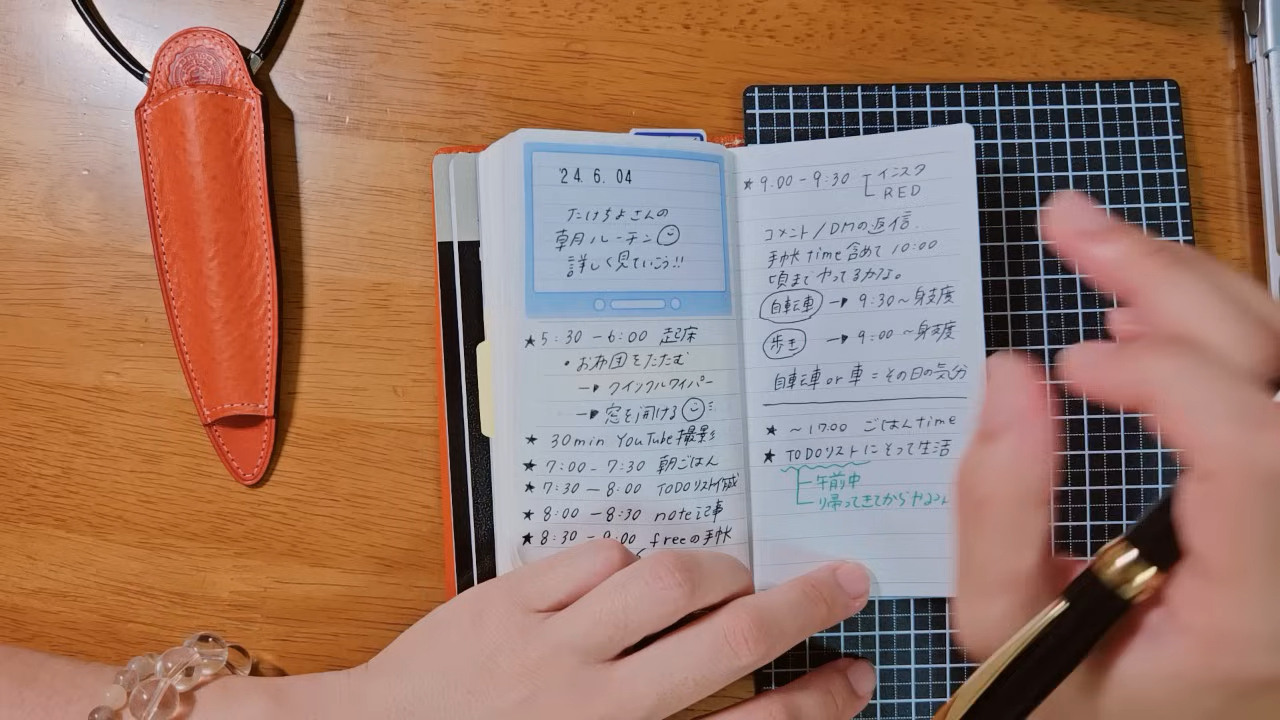 24.6.04
たけちよさんの
朝ルーチン
詳しく見ていこう!!
★5:30-6:00 起床
・お布団をたたむ
→クイックルワイパー
→窓を開ける
★ 30min YouTube撮影
★ 7:00-7:30 朝ごはん
★ 7:30-8:00 TODOリスト作成
★ 8:00-8:30 note記事
★ 8:30-9:00 freeの手帳
★9:00-9:30 インスタ
RED
コメント/DMの返信.
手帳time含めて10:00
頃までやってるかな。
自転車→9:30~身支度
歩き→9:00~身支度
自転車or車=その日の気分
★ ~17:00 ごはんtime
★ TODOリストにそって生活
午前中
帰ってきてから